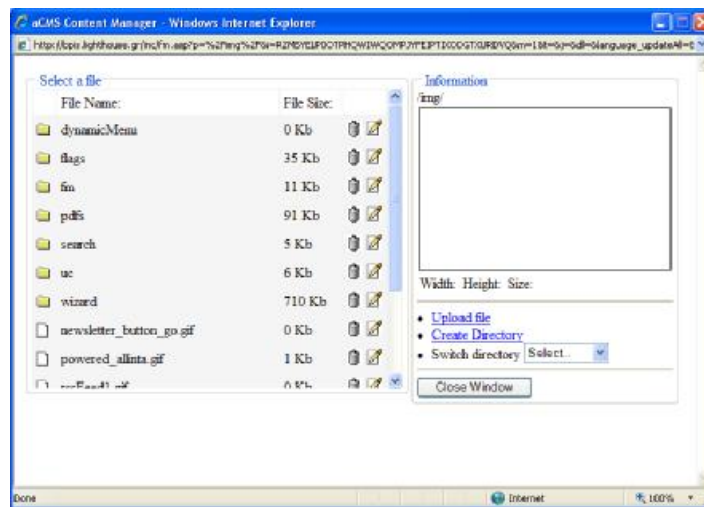 aCMS Content Manager - Windows Internet Explorer
Select a file
File Name: File Size:
dynamicMenu 0 Kb
flags 35 Kb
fm 11 Kb
pdfs 91 Kb
search 5 Kb
uc 6 Kb
wizard 710 Kb
newsletter_button_go.gif 0 Kb
powered_allinta.gif 1 Kb
0 Kb
Information
/img/
Width: Height: Size:
Upload file
Create Directory
Switch directory Select..
Close Window
Done Internet 100%